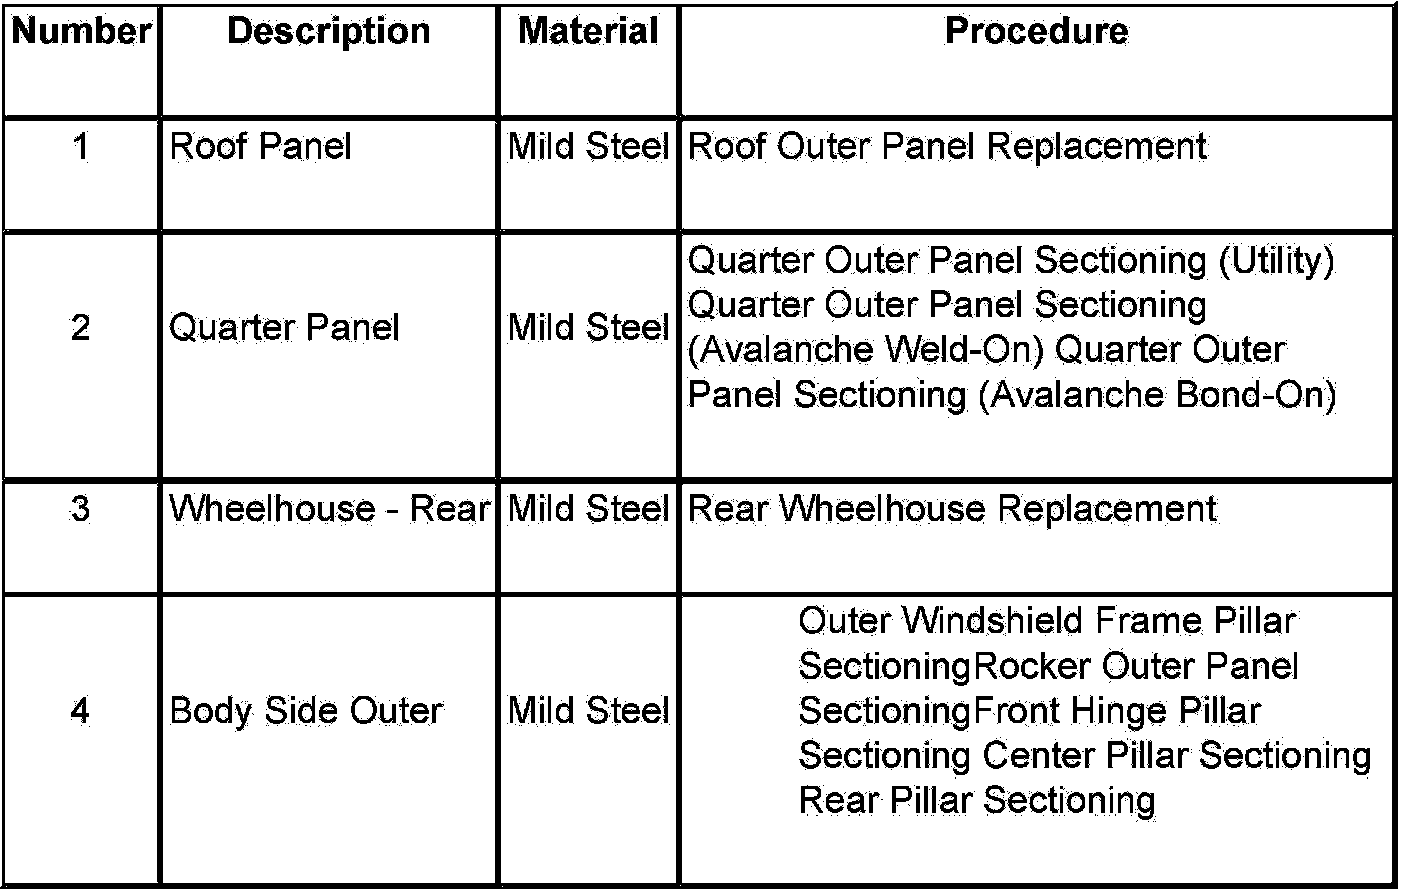 Number Description Material Procedure
1 Roof Panel Mild Steel Roof Outer Panel Replacement
Quarter Outer Panel Sectioning (Utility)
Quarter Outer Panel Sectioning
2 Quarter Panel Mild Steel
(Avalanche Weld-On) Quarter Outer
Panel Sectioning (Avalanche Bond-On)
3 Wheelhouse - Rear Mild Steel Rear Wheelhouse Replacement
Outer Windshield Frame Pillar
SectioningRocker Outer Panel
4 Body Side Outer Mild Steel SectioningFront Hinge Pillar
Sectioning Center Pillar Sectioning
Rear Pillar Sectioning